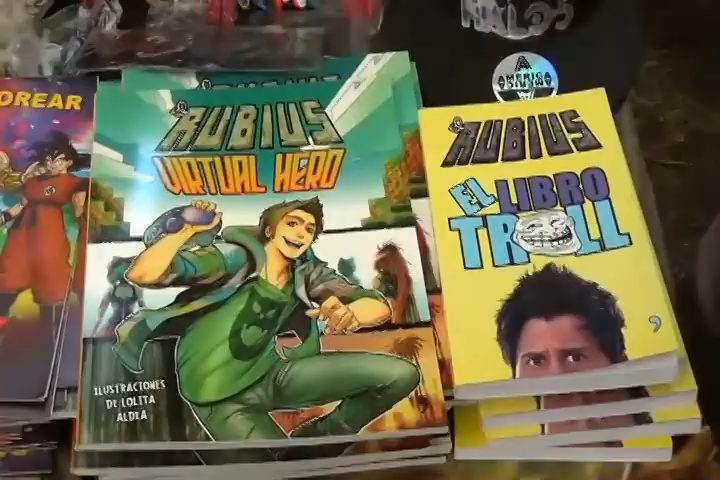 OREAR
RUBIUS
VIRTUAL HERO
ILUSTRACIONES
DE LOLITA
ALDEA
RUBIUS
EL LIBRO
TROLL